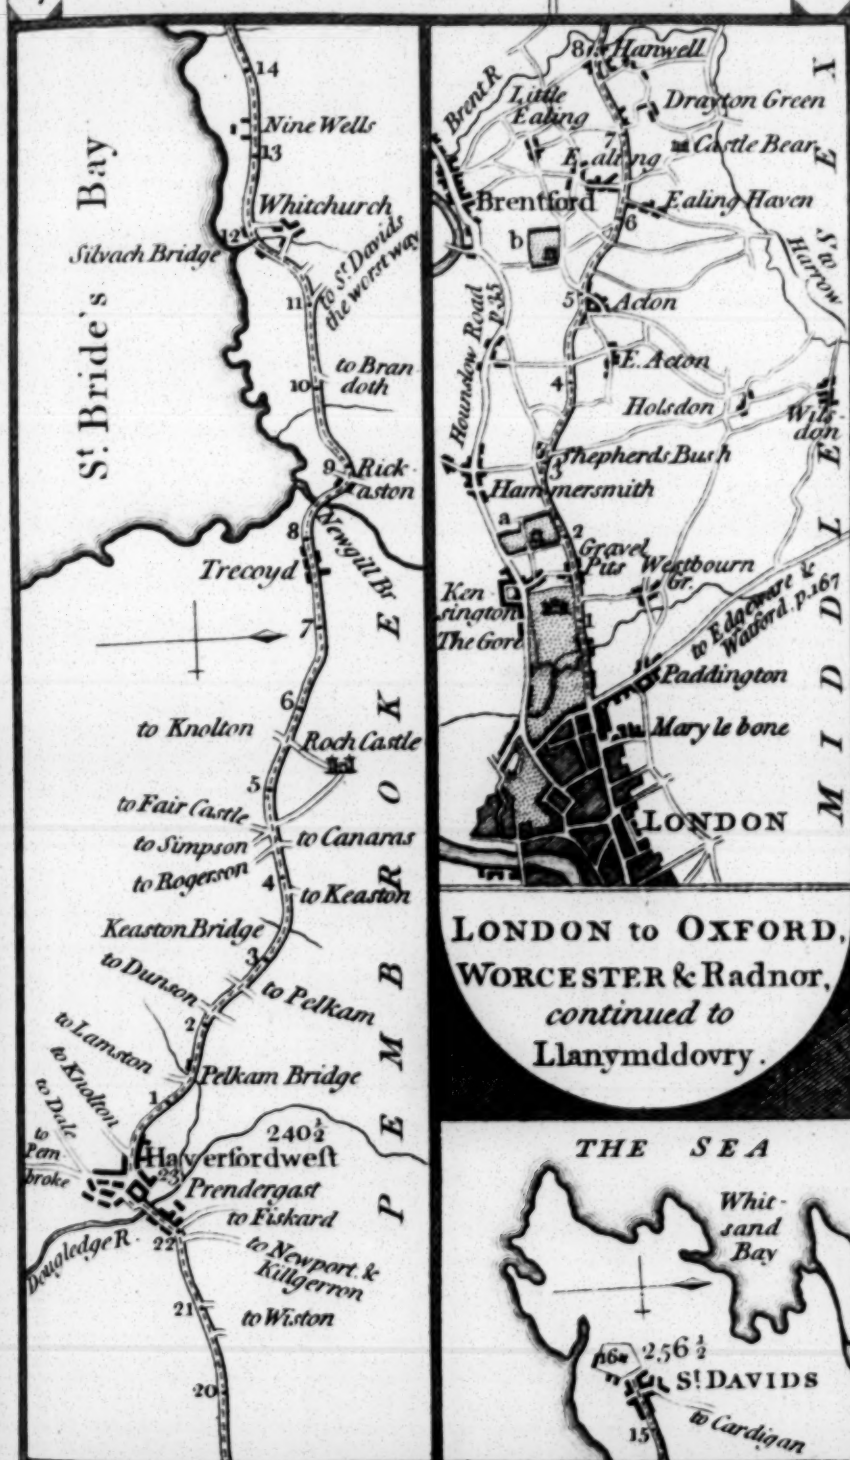 14
Nine Wells
13
Whitchurch
12
Silvach Bridge
to St. Davids
the worst way
11
to Bran
doth
10
9
Rick-
aston
8
Newgill Br
Trecoyd
7
6
to Knolton
Roch Castle
5
to Fair Castle
to Simpson
to Canaras
to Rogerson
4
to Keaston
Keaston Bridge
3
to Dunson
to Pelkam
2
to Lamston
Pelkam Bridge
to Knolton
1
to Dale
to
Pem
broke
240½
Haverfordwest
23
Prendergast
to Fiskard
22
to Newport &
Killgerron
Dougledge R.
21
to Wiston
20
St. Bride's Bay
PEMBROKE
8
Hanwell
Brent R
Little
Ealing
Drayton Green
7
Castle Bear
Ealing
Brentford
Ealing Haven
6
b
Harrow
to S
5
Acton
Hounslow Road
p.35
E. Acton
4
Holsdon
Wils-
don
Shepherds Bush
3
Hammersmith
a
2
Gravel
Pits
Westbourn
Gr.
Ken-
sington
1
to Edgeware &
Watford. p.167
The Gore
Paddington
Mary le bone
LONDON
MIDDLESEX
LONDON to OXFORD,
WORCESTER & Radnor,
continued to
Llanymddovry.
THE SEA
Whit-
sand
Bay
16
256½
St. DAVIDS
to Cardigan
15